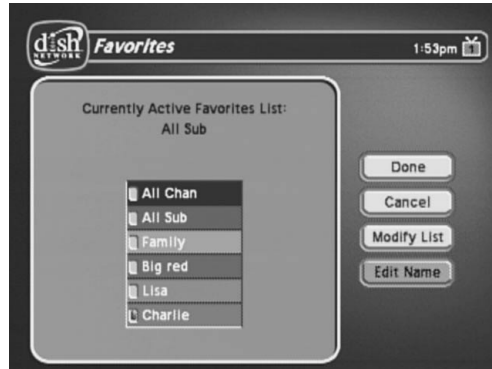 dish
NETWORK
Favorites
1:53pm
1
Currently Active Favorites List:
All Sub
All Chan
All Sub
Family
Big red
Lisa
Charlie
Done
Cancel
Modify List
Edit Name